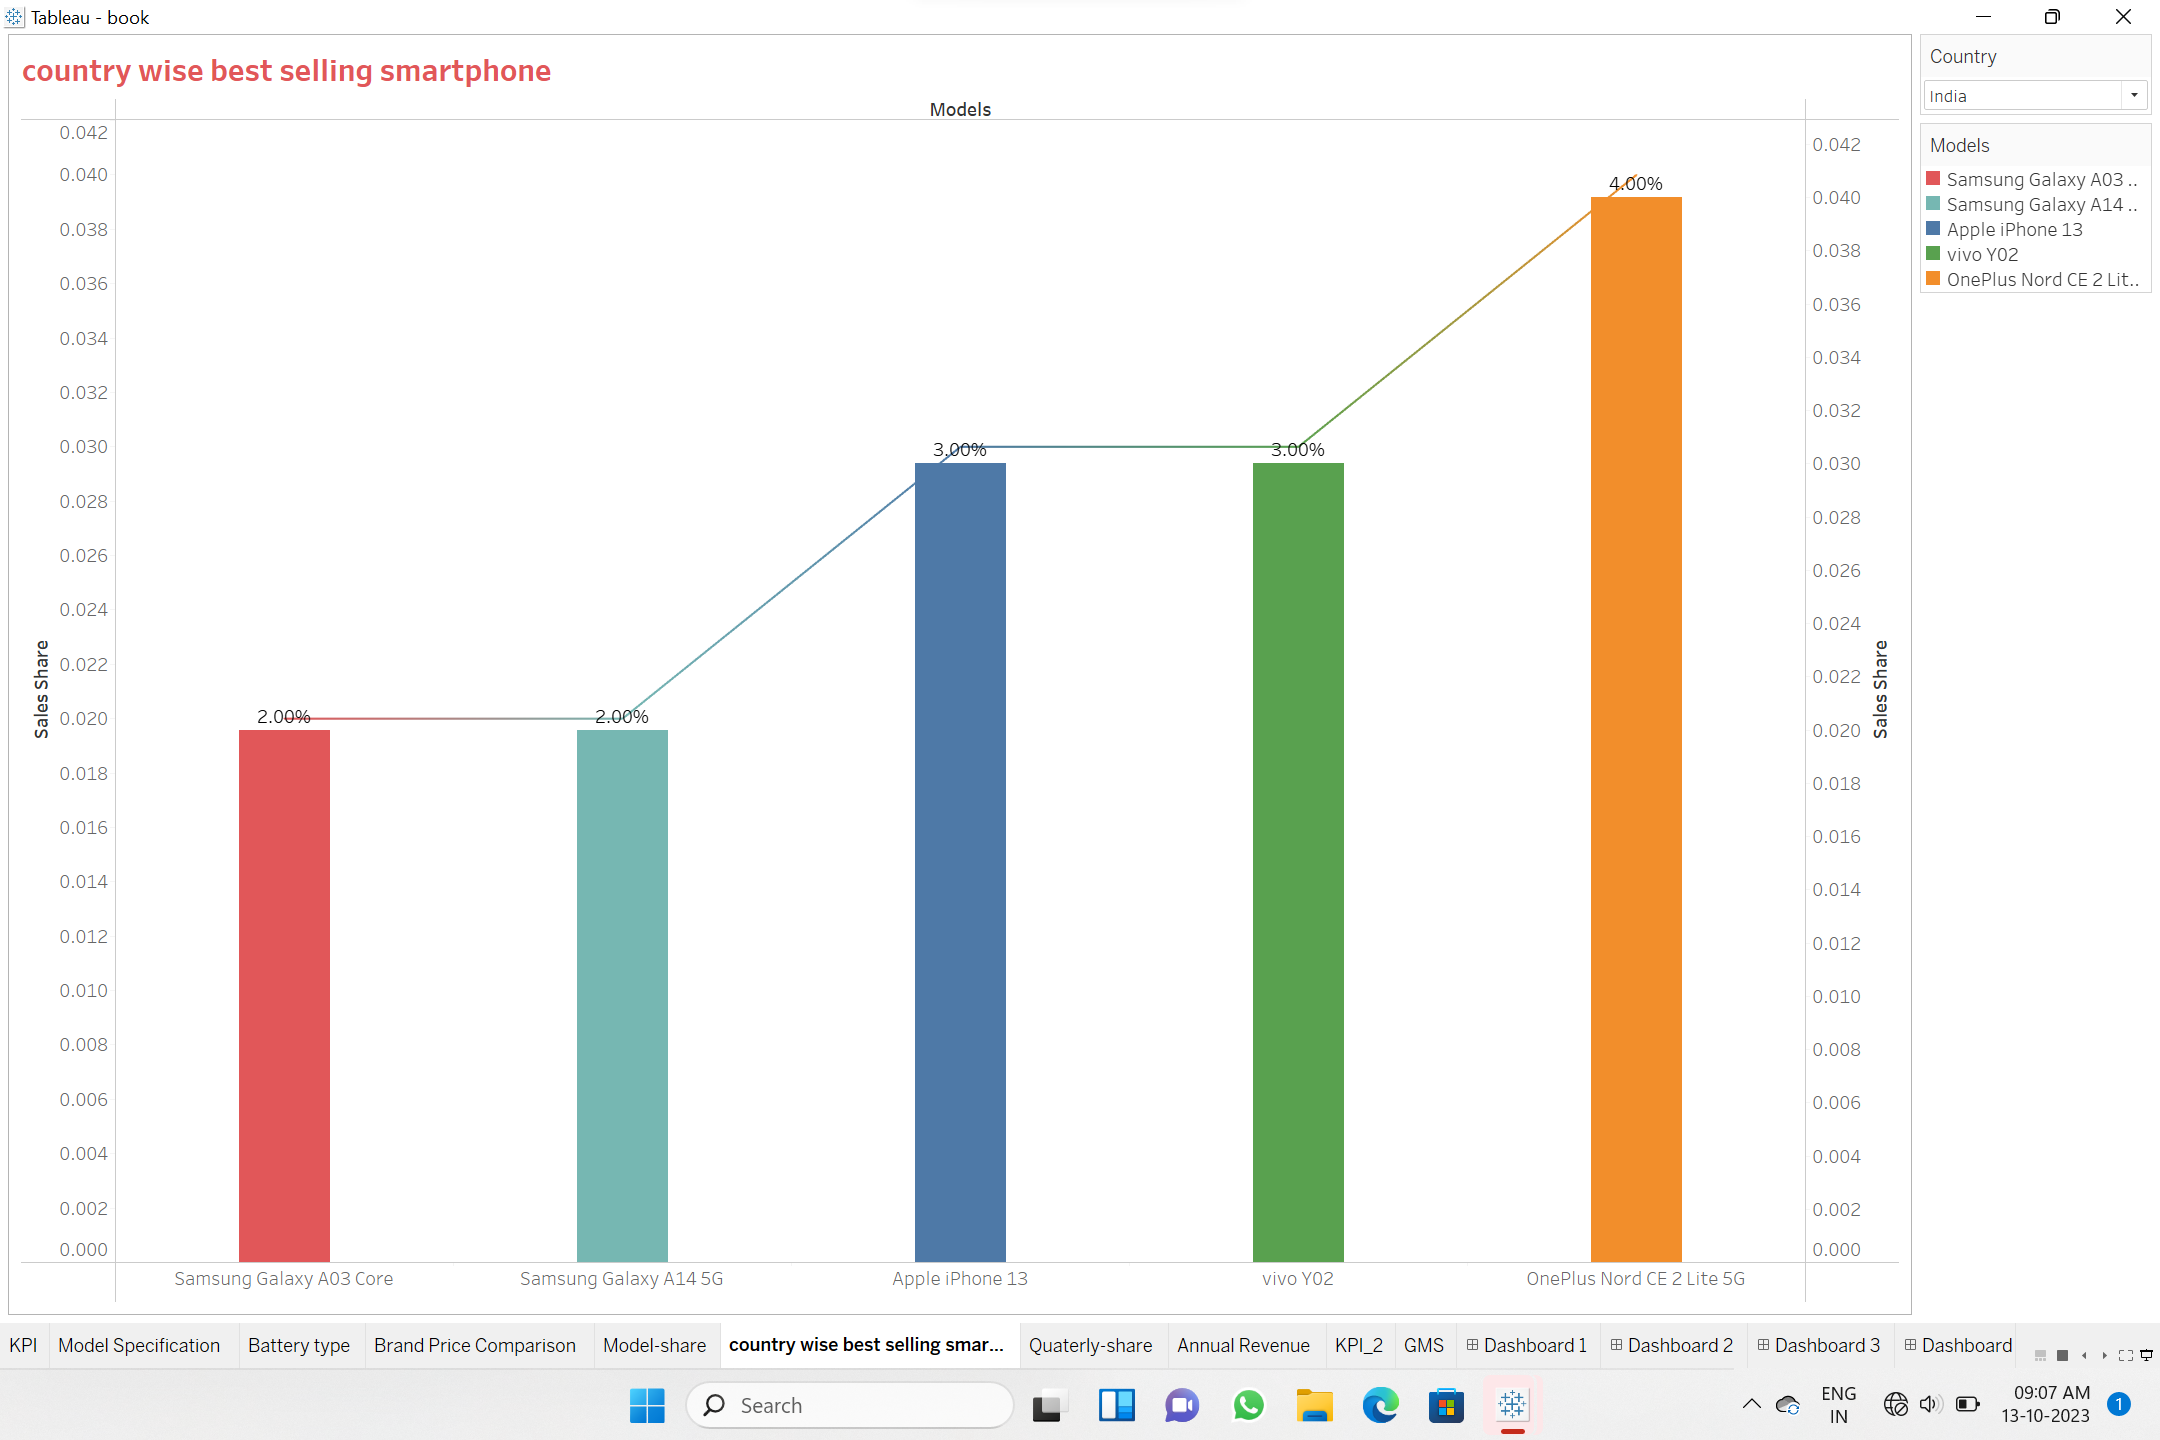 Tableau - book
country wise best selling smartphone
Models
0.042
0.040
0.038
0.036
0.034
0.032
0.030
0.028
0.026
0.024
0.022
0.020
0.018
0.016
0.014
0.012
0.010
0.008
0.006
0.004
0.002
0.000
Sales Share
2.00%
2.00%
3.00%
3.00%
4.00%
0.042
0.040
0.038
0.036
0.034
0.032
0.030
0.028
0.026
0.024
0.022
0.020
0.018
0.016
0.014
0.012
0.010
0.008
0.006
0.004
0.002
0.000
Sales Share
Samsung Galaxy A03 Core
Samsung Galaxy A14 5G
Apple iPhone 13
vivo Y02
OnePlus Nord CE 2 Lite 5G
Country
India
Models
Samsung Galaxy A03 ..
Samsung Galaxy A14 ..
Apple iPhone 13
vivo Y02
OnePlus Nord CE 2 Lit..
KPI Model Specification Battery type Brand Price Comparison Model-share country wise best selling smar... Quaterly-share Annual Revenue KPI_2 GMS Dashboard 1 Dashboard 2 Dashboard 3 Dashboard
Search
ENG
IN
09:07 AM
13-10-2023
1